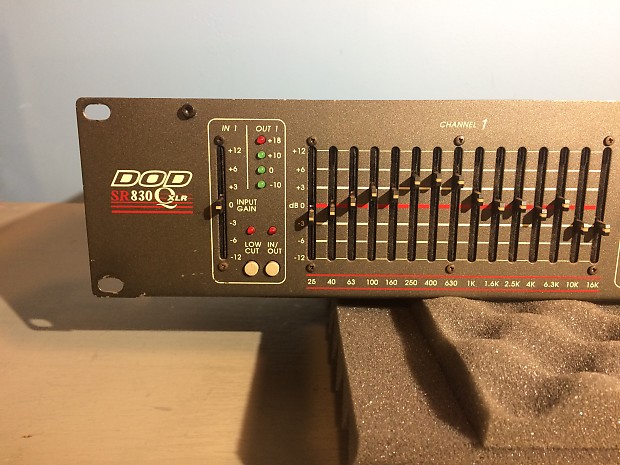 CHANNEL 1
IN 1 OUT 1
+18
+10
0
-10
+12
+6
+3
0
-3
-6
-12
INPUT
GAIN
LOW
CUT
IN/
OUT
DOD
SR 830 Q XLR
+12
+6
+3
dB 0
-3
-6
-12
25 40 63 100 160 250 400 630 1K 1.6K 2.5K 4K 6.3K 10K 16K